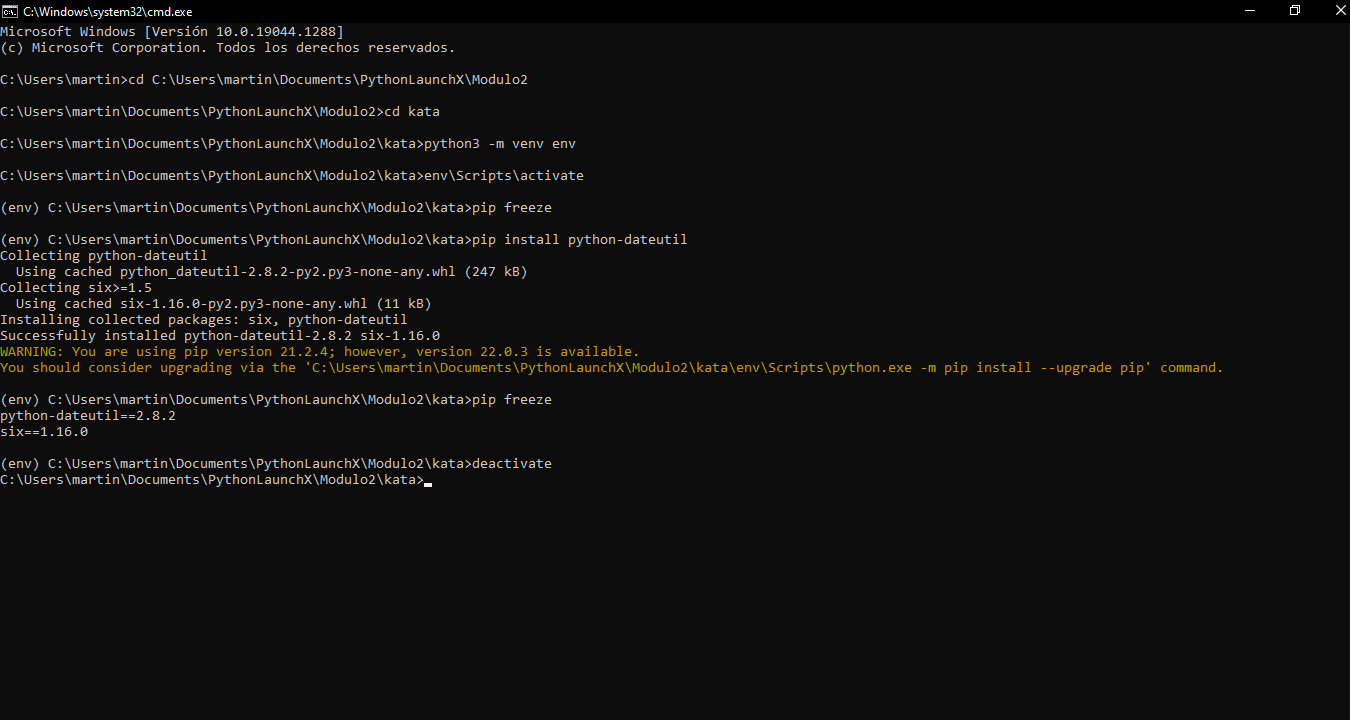 C:\Windows\system32\cmd.exe
Microsoft Windows [Versión 10.0.19044.1288]
(c) Microsoft Corporation. Todos los derechos reservados.
C:\Users\martin>cd C:\Users\martin\Documents\PythonLaunchX\Modulo2
C:\Users\martin\Documents\PythonLaunchX\Modulo2>cd kata
C:\Users\martin\Documents\PythonLaunchX\Modulo2\kata>python3 -m venv env
C:\Users\martin\Documents\PythonLaunchX\Modulo2\kata>env\Scripts\activate
(env) C:\Users\martin\Documents\PythonLaunchX\Modulo2\kata>pip freeze
(env) C:\Users\martin\Documents\PythonLaunchX\Modulo2\kata>pip install python-dateutil
Collecting python-dateutil
  Using cached python_dateutil-2.8.2-py2.py3-none-any.whl (247 kB)
Collecting six>=1.5
  Using cached six-1.16.0-py2.py3-none-any.whl (11 kB)
Installing collected packages: six, python-dateutil
Successfully installed python-dateutil-2.8.2 six-1.16.0
WARNING: You are using pip version 21.2.4; however, version 22.0.3 is available.
You should consider upgrading via the 'C:\Users\martin\Documents\PythonLaunchX\Modulo2\kata\env\Scripts\python.exe -m pip install --upgrade pip' command.
(env) C:\Users\martin\Documents\PythonLaunchX\Modulo2\kata>pip freeze
python-dateutil==2.8.2
six==1.16.0
(env) C:\Users\martin\Documents\PythonLaunchX\Modulo2\kata>deactivate
C:\Users\martin\Documents\PythonLaunchX\Modulo2\kata>